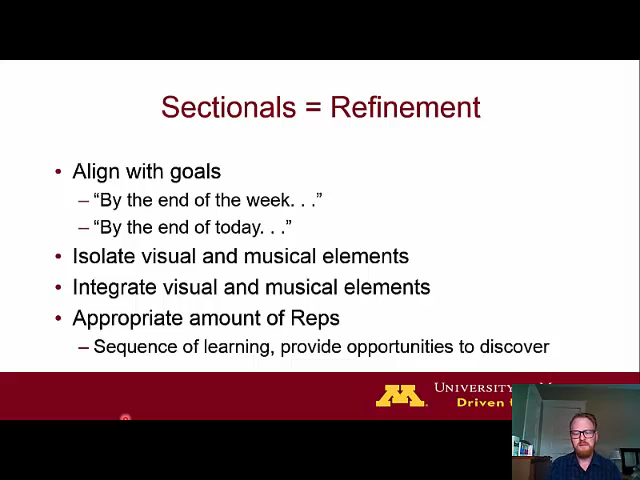 Sectionals = Refinement
• Align with goals
– “By the end of the week. . .”
– “By the end of today. . .”
• Isolate visual and musical elements
• Integrate visual and musical elements
• Appropriate amount of Reps
– Sequence of learning, provide opportunities to discover
M
UNIVERSITY
Driven